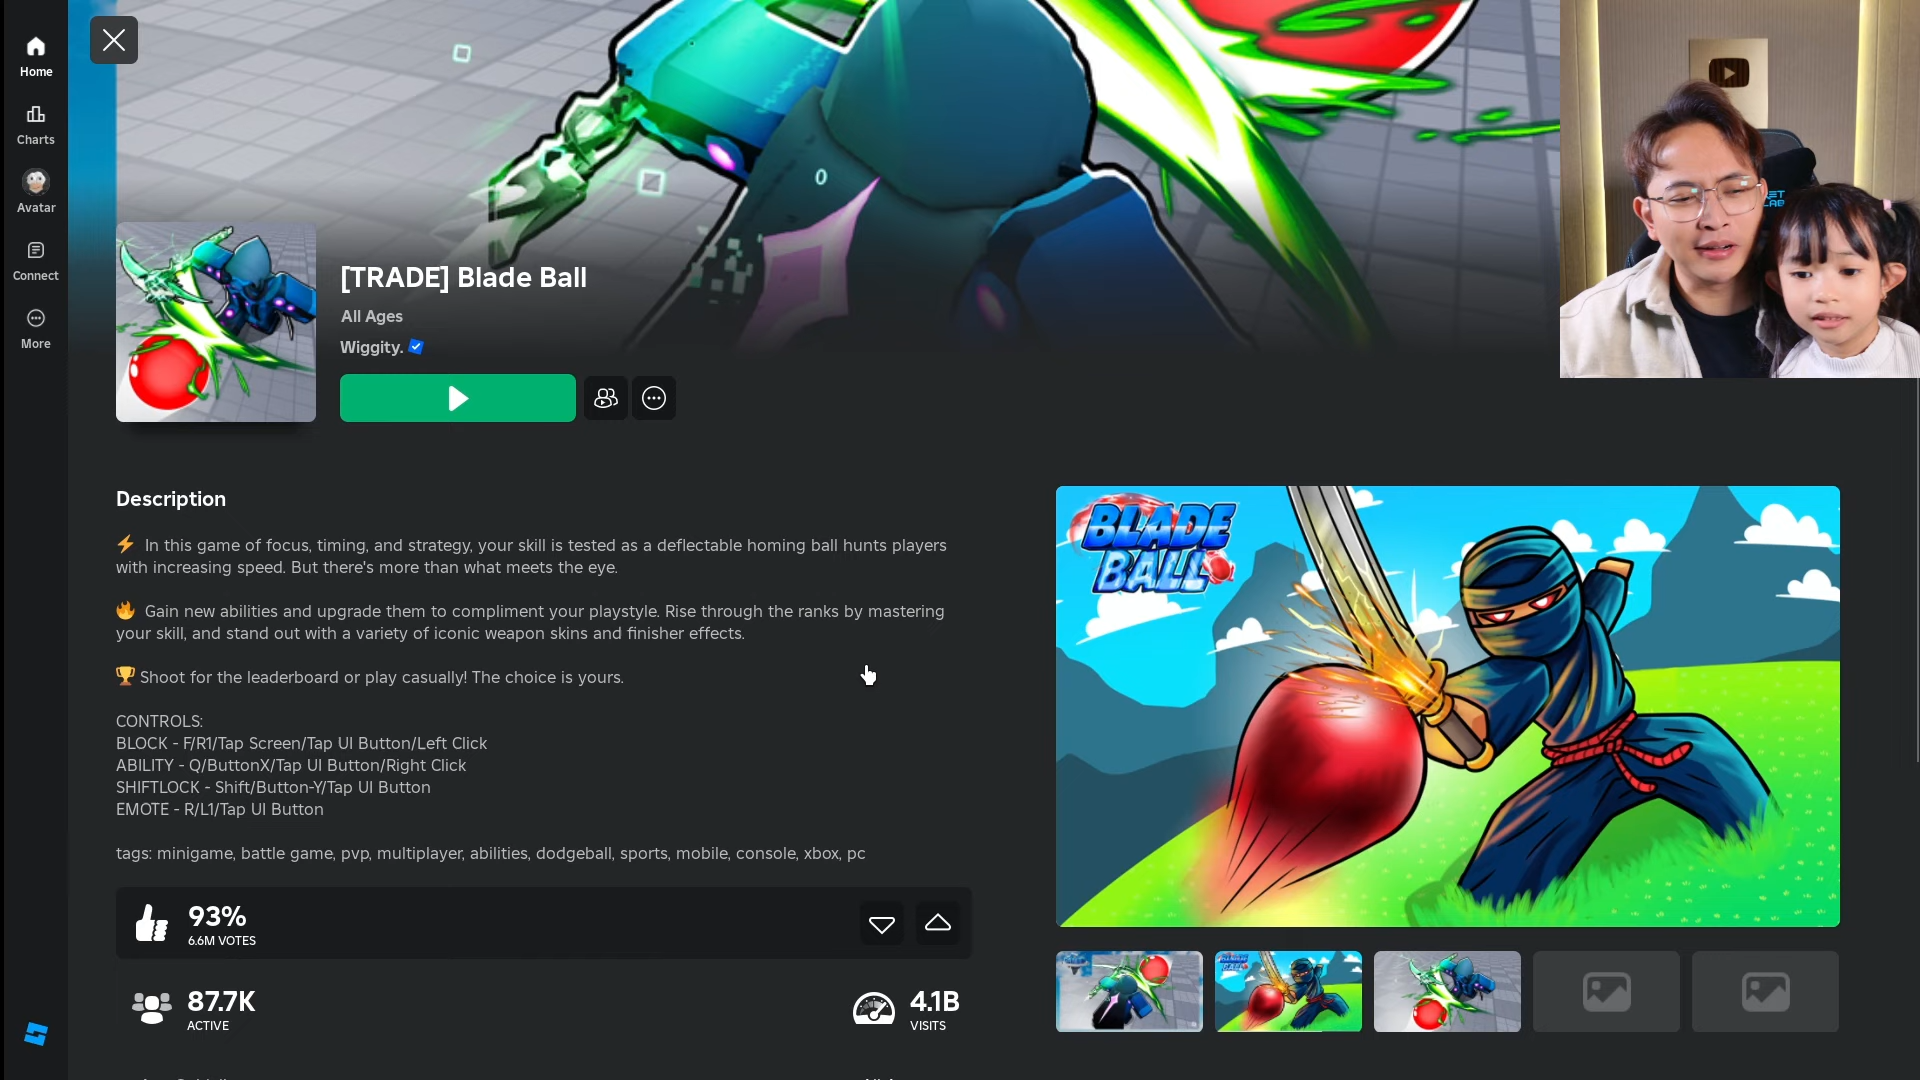 Home
Charts
Avatar
Connect
More
[TRADE] Blade Ball
All Ages
Wiggity.
Description
⚡ In this game of focus, timing, and strategy, your skill is tested as a deflectable homing ball hunts players
with increasing speed. But there's more than what meets the eye.
🔥 Gain new abilities and upgrade them to compliment your playstyle. Rise through the ranks by mastering
your skill, and stand out with a variety of iconic weapon skins and finisher effects.
🏆 Shoot for the leaderboard or play casually! The choice is yours.
CONTROLS:
BLOCK - F/R1/Tap Screen/Tap UI Button/Left Click
ABILITY - Q/ButtonX/Tap UI Button/Right Click
SHIFTLOCK - Shift/Button-Y/Tap UI Button
EMOTE - R/L1/Tap UI Button
tags: minigame, battle game, pvp, multiplayer, abilities, dodgeball, sports, mobile, console, xbox, pc
93%
6.6M VOTES
87.7K
ACTIVE
4.1B
VISITS
BLADE
BALL